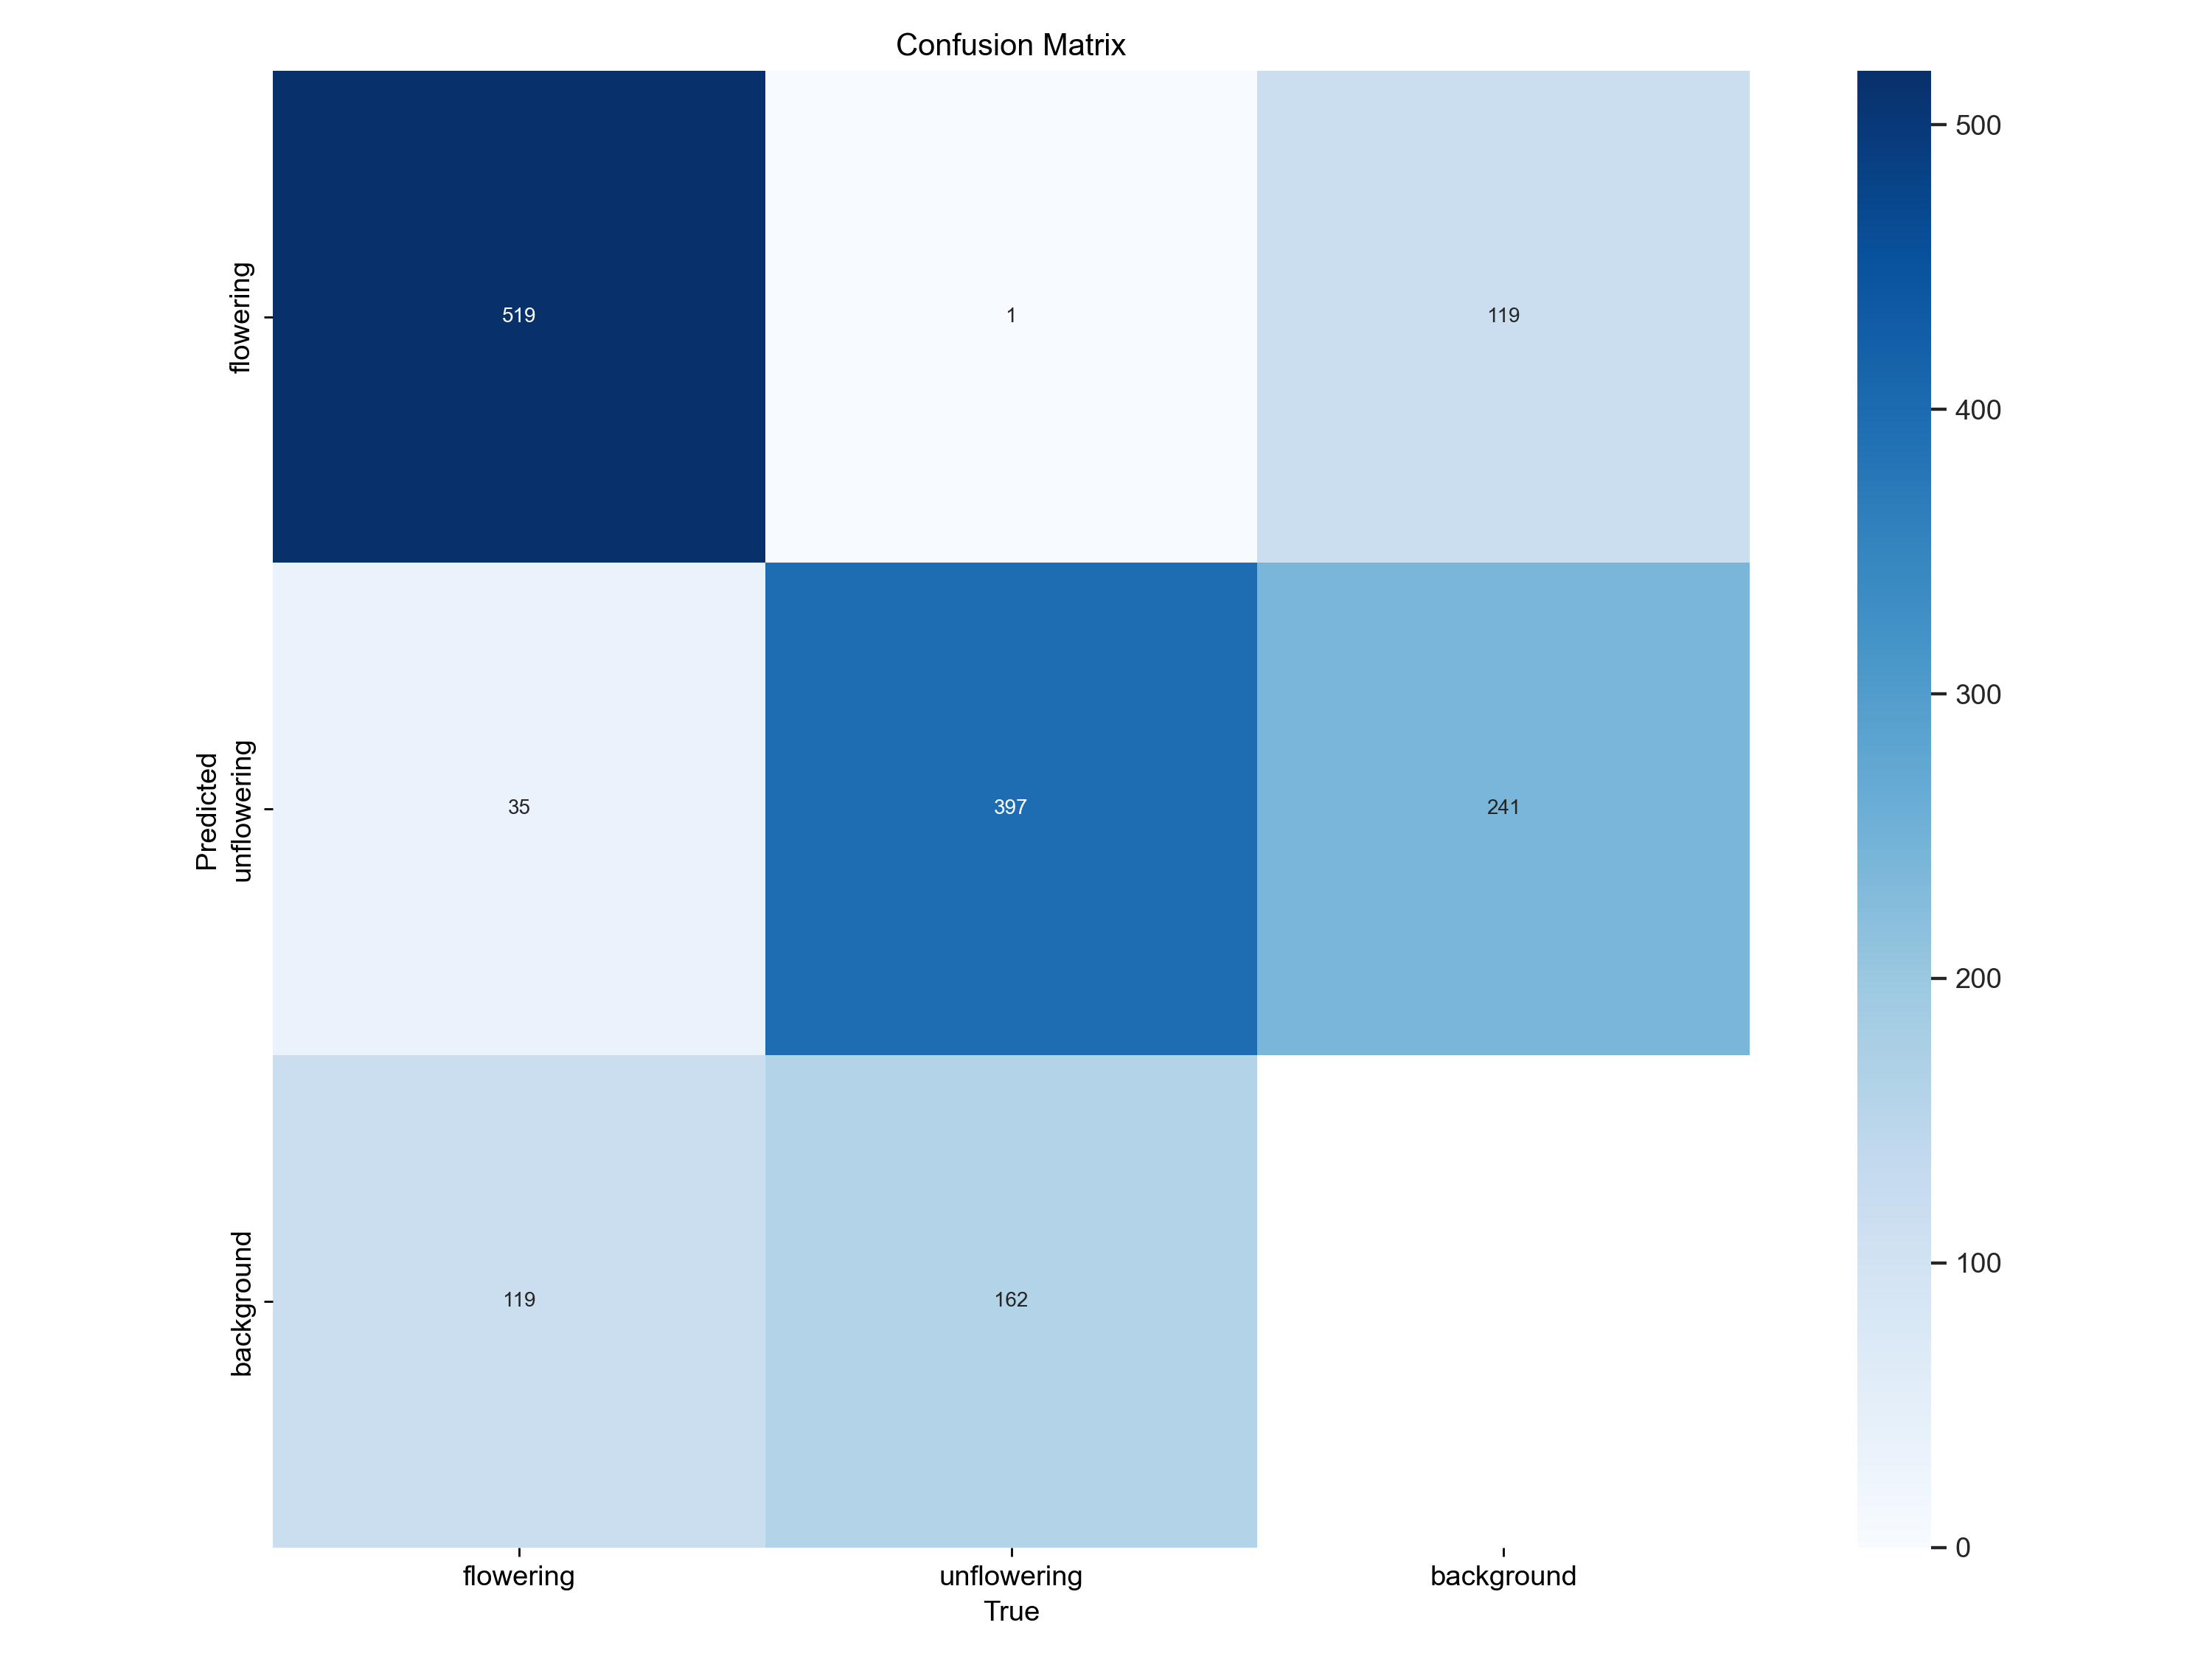 Confusion Matrix
flowering
519
1
119
500
400
300
200
100
0
Predicted
unflowering
35
397
241
background
119
162
flowering
unflowering
background
True